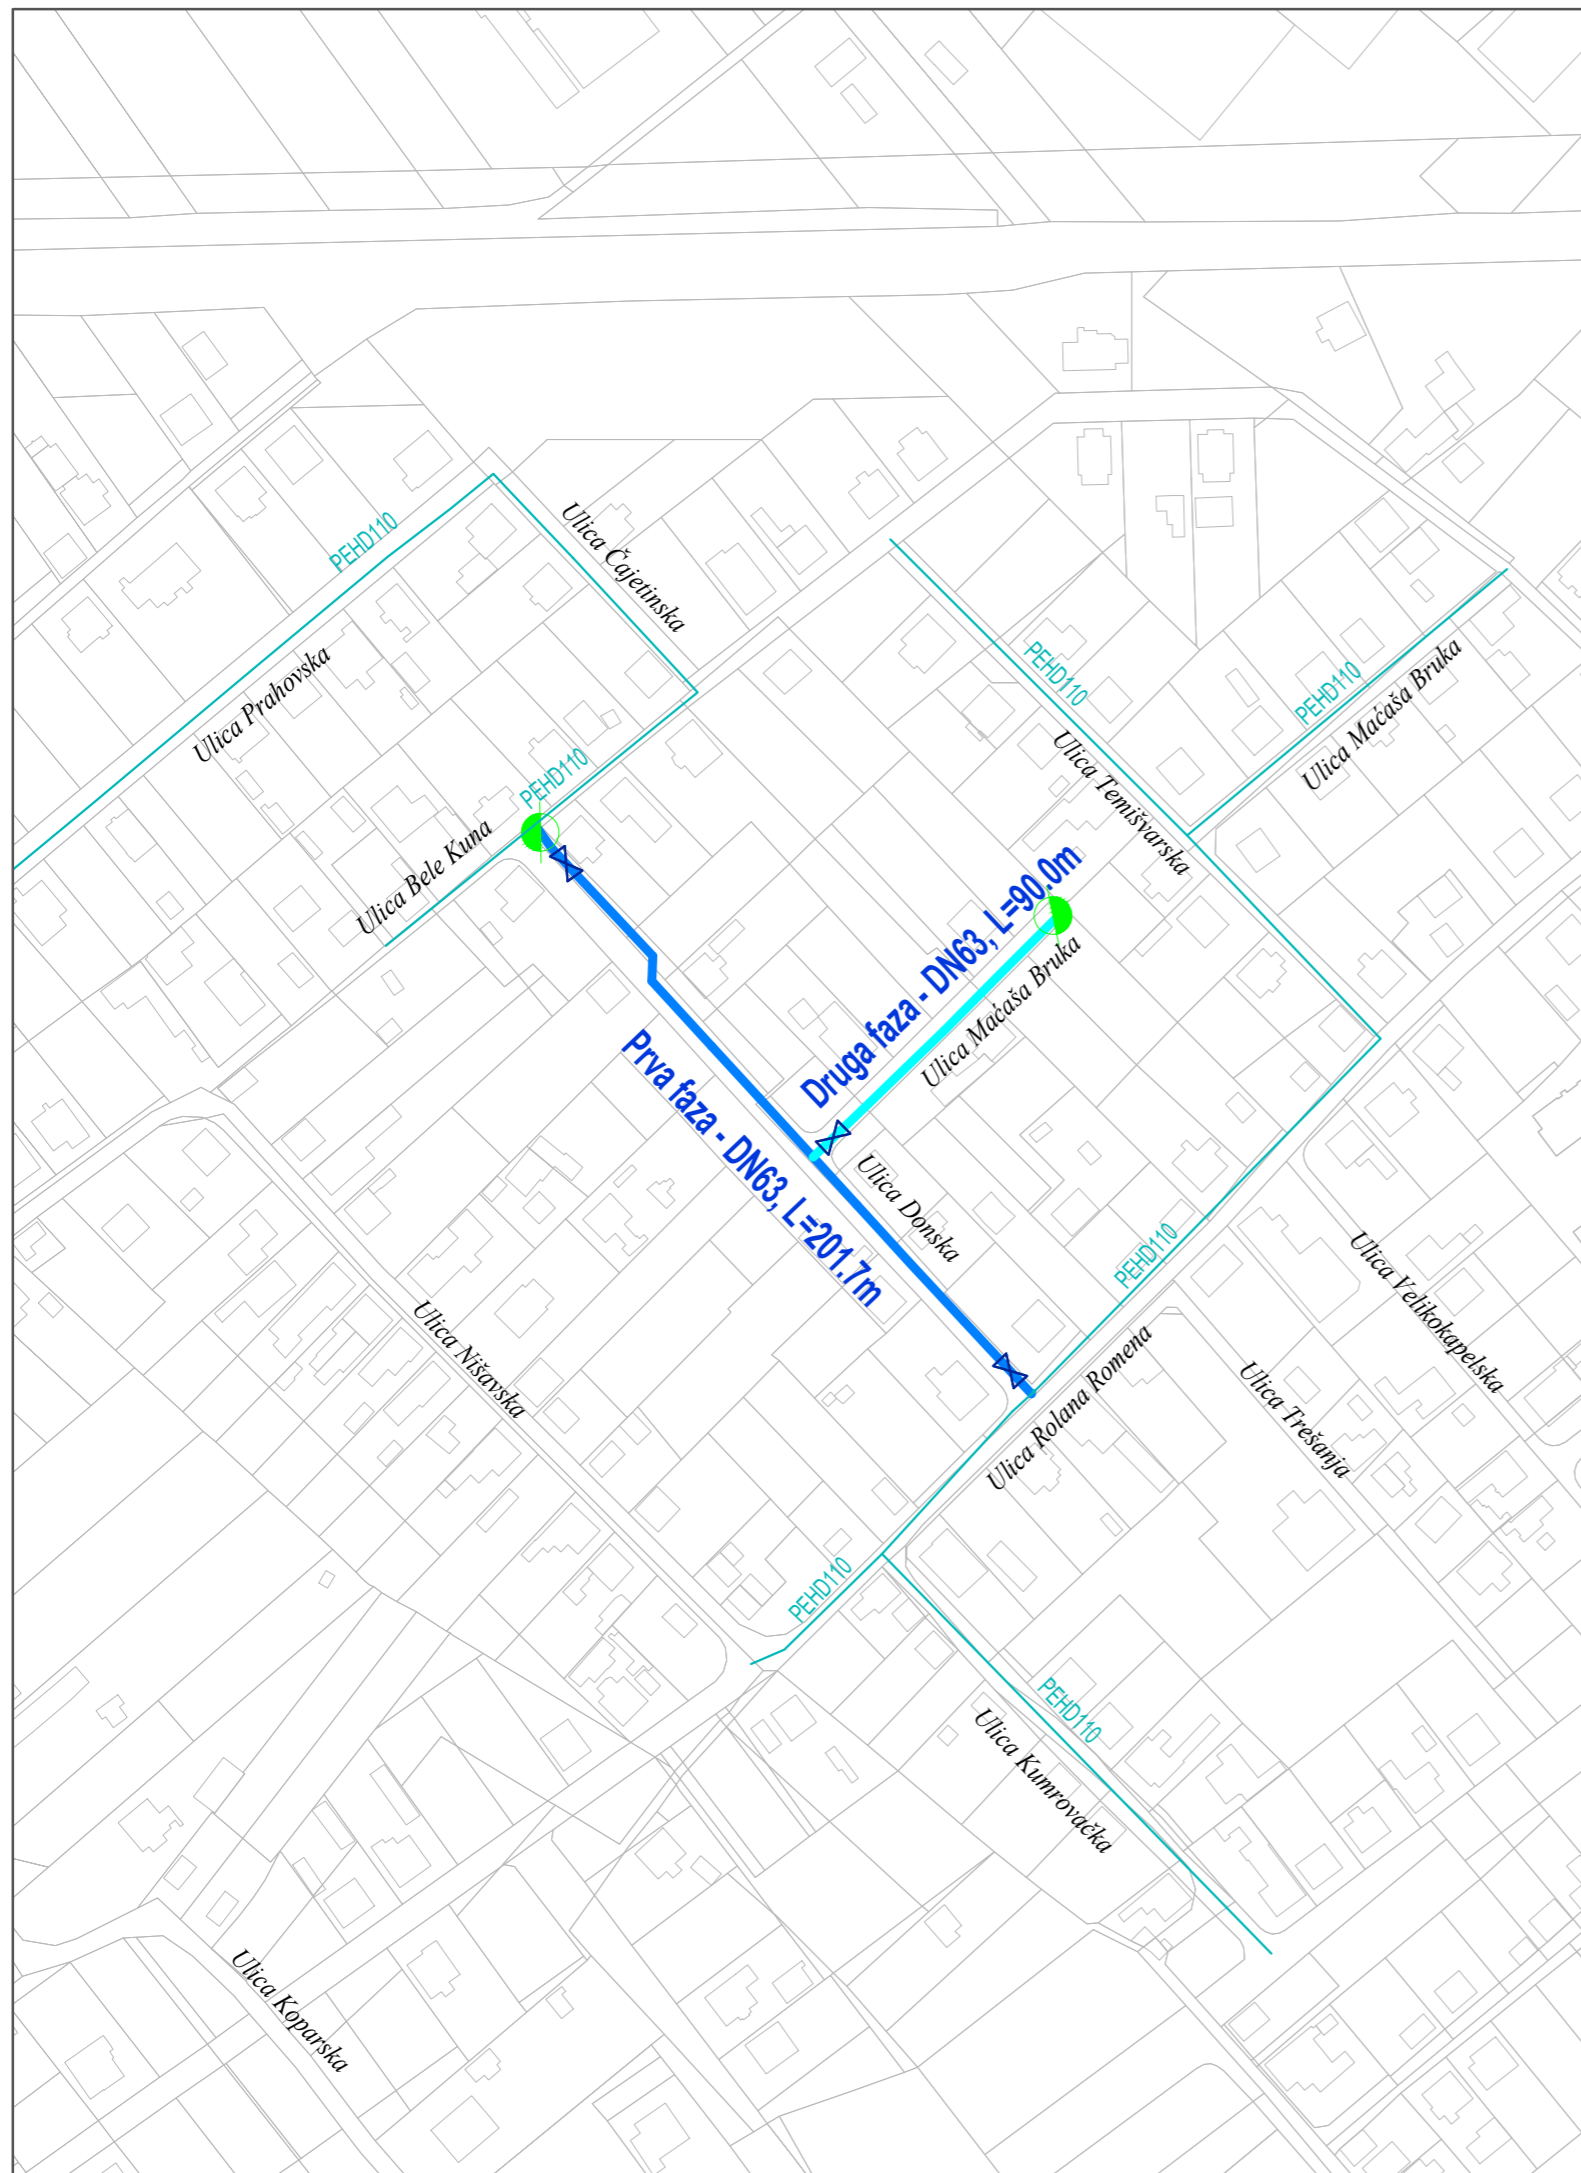 PEHD110
Ulica Čajetinska
Ulica Prahovska
PEHD110
PEHD110
Ulica Maćaša Bruka
PEHD110
Ulica Temišvarska
Ulica Bele Kuna
Druga faza - DN63, L=90.0m
Ulica Maćaša Bruka
Prva faza - DN63, L=201.7m
Ulica Donska
PEHD110
Ulica Velikokapelska
Ulica Nišavska
Ulica Rolana Romena
Ulica Trešanja
PEHD110
PEHD110
Ulica Kumrovačka
Ulica Koparska